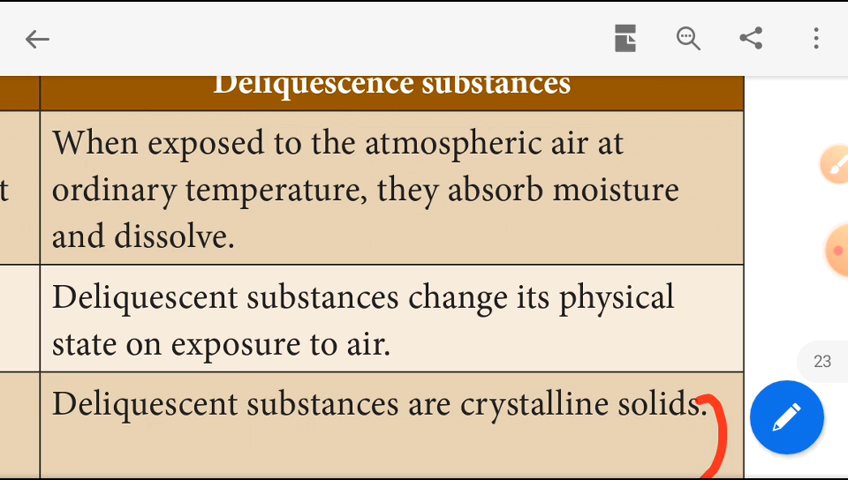 Deliquescence substances
When exposed to the atmospheric air at
t
ordinary temperature, they absorb moisture
and dissolve.
Deliquescent substances change its physical
state on exposure to air.
23
Deliquescent substances are crystalline solids.